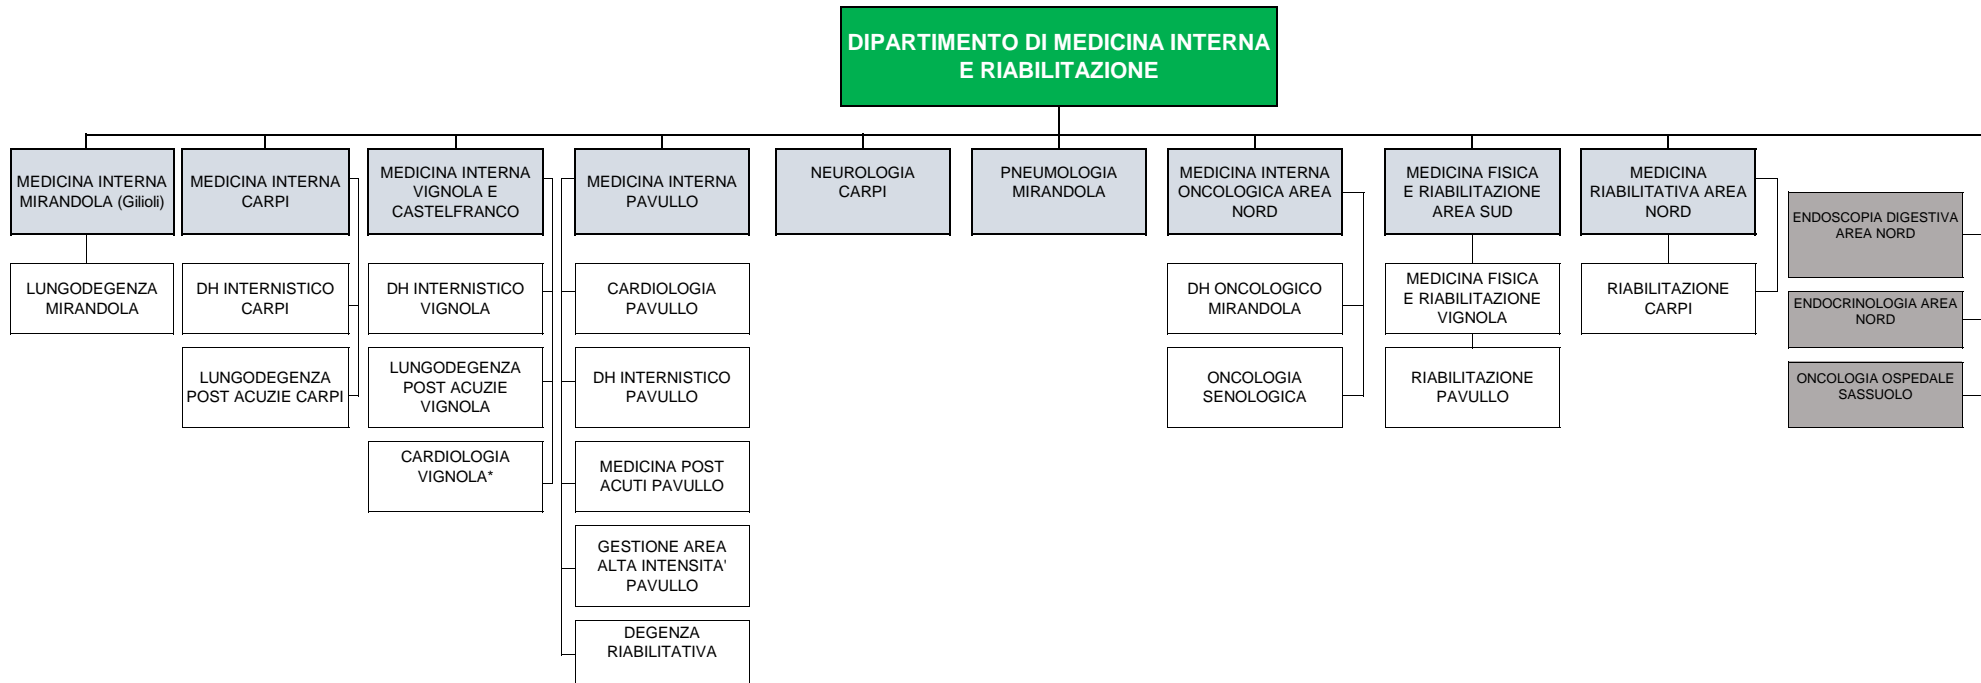 DIPARTIMENTO DI MEDICINA INTERNA
E RIABILITAZIONE
MEDICINA INTERNA
MIRANDOLA (Gilioli)
LUNGODEGENZA
MIRANDOLA
MEDICINA INTERNA
CARPI
DH INTERNISTICO
CARPI
LUNGODEGENZA
POST ACUZIE CARPI
MEDICINA INTERNA
VIGNOLA E
CASTELFRANCO
DH INTERNISTICO
VIGNOLA
LUNGODEGENZA
POST ACUZIE
VIGNOLA
CARDIOLOGIA
VIGNOLA*
MEDICINA INTERNA
PAVULLO
CARDIOLOGIA
PAVULLO
DH INTERNISTICO
PAVULLO
MEDICINA POST
ACUTI PAVULLO
GESTIONE AREA
ALTA INTENSITA'
PAVULLO
DEGENZA
RIABILITATIVA
NEUROLOGIA
CARPI
PNEUMOLOGIA
MIRANDOLA
MEDICINA INTERNA
ONCOLOGICA AREA
NORD
DH ONCOLOGICO
MIRANDOLA
ONCOLOGIA
SENOLOGICA
MEDICINA FISICA
E RIABILITAZIONE
AREA SUD
MEDICINA FISICA
E RIABILITAZIONE
VIGNOLA
RIABILITAZIONE
PAVULLO
MEDICINA
RIABILITATIVA AREA
NORD
RIABILITAZIONE
CARPI
ENDOSCOPIA DIGESTIVA
AREA NORD
ENDOCRINOLOGIA AREA
NORD
ONCOLOGIA OSPEDALE
SASSUOLO